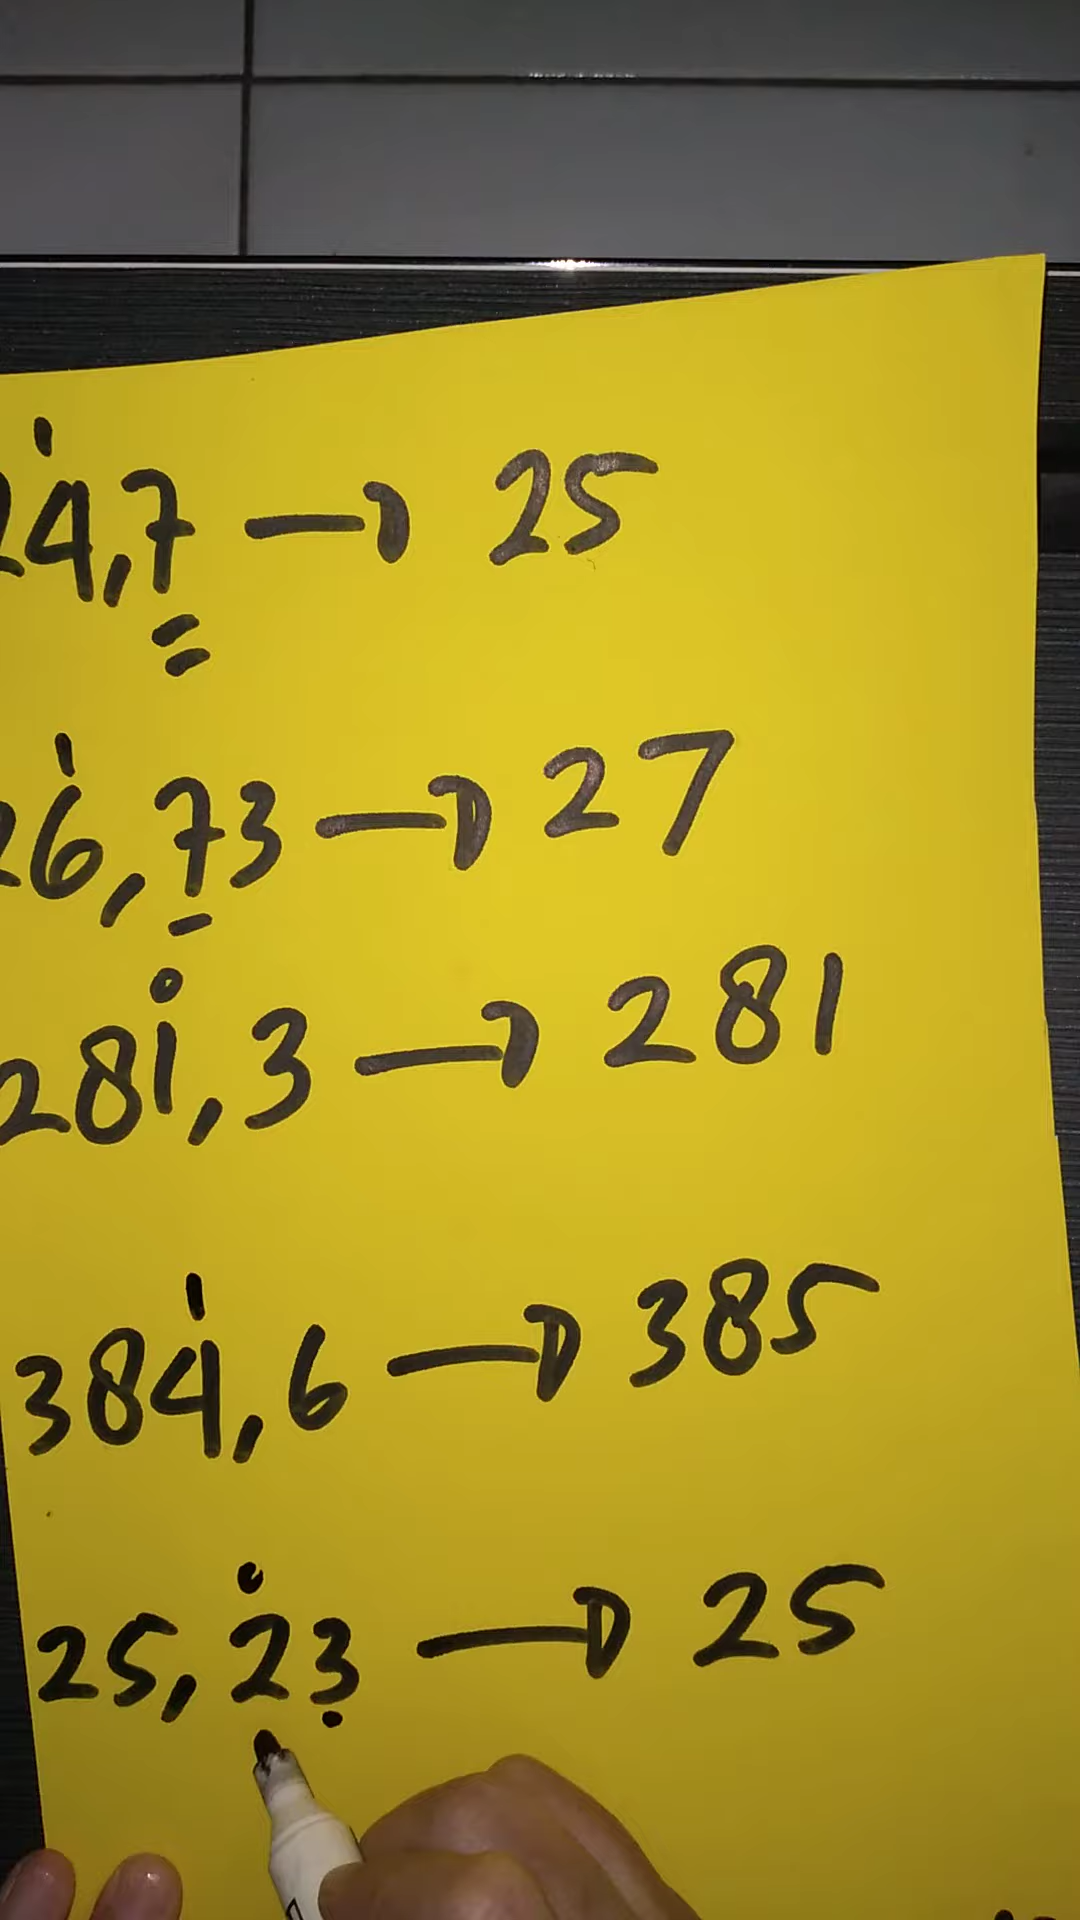 24,7 → 25
26,73 → 27
281,3 → 281
384,6 → 385
25,23 → 25